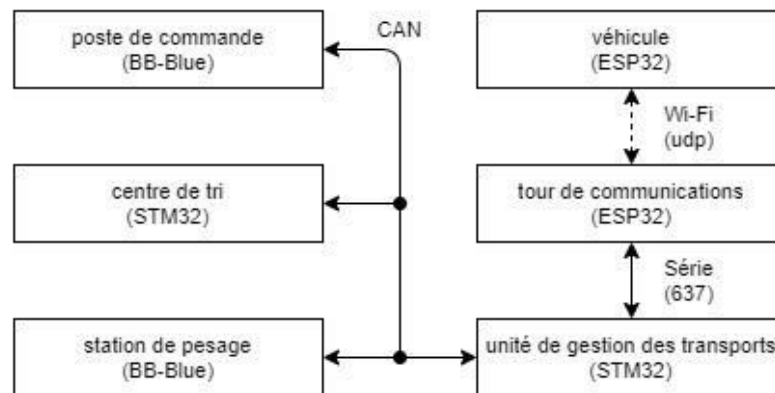 poste de commande
(BB-Blue)
CAN
véhicule
(ESP32)
Wi-Fi
(udp)
centre de tri
(STM32)
tour de communications
(ESP32)
Série
(637)
station de pesage
(BB-Blue)
unité de gestion des transports
(STM32)